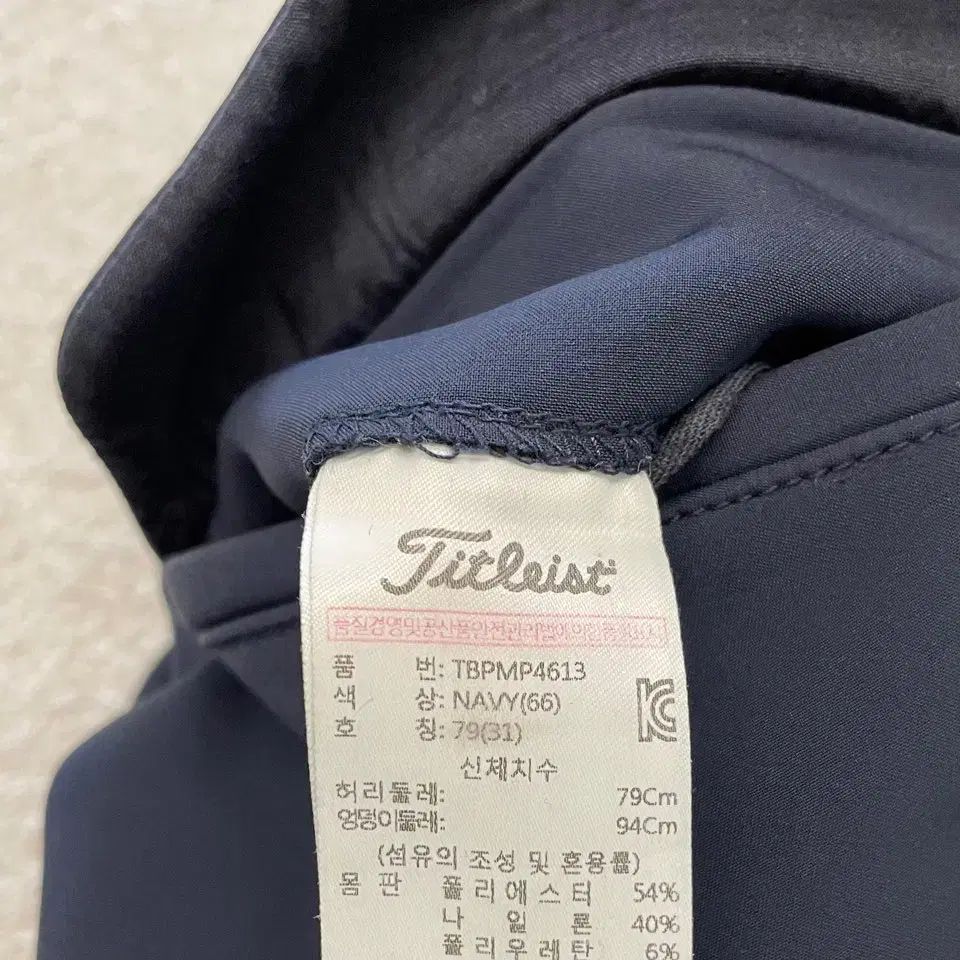 Titleist
품질경영및공산품안전관리법에의한품질표시
품 번: TBPMP4613
색 상: NAVY(66)
호 칭: 79(31)
신체치수
허리둘레: 79Cm
엉덩이둘레: 94Cm
(섬유의 조성 및 혼용률)
몸 판 폴리에스터 54%
나 일 론 40%
폴리우레탄 6%